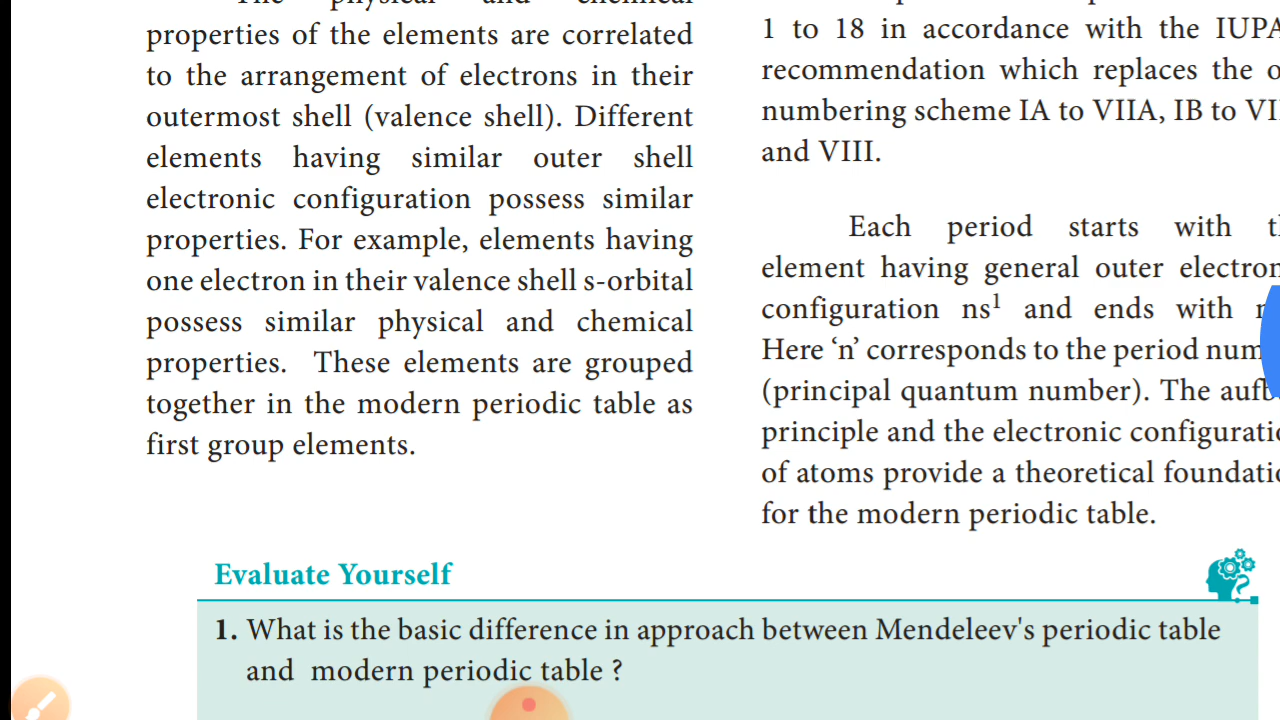 The physical and chemical
properties of the elements are correlated
to the arrangement of electrons in their
outermost shell (valence shell). Different
elements having similar outer shell
electronic configuration possess similar
properties. For example, elements having
one electron in their valence shell s-orbital
possess similar physical and chemical
properties. These elements are grouped
together in the modern periodic table as
first group elements.
1 to 18 in accordance with the
recommendation which replaces the
numbering scheme IA to VIIA, IB to
and VIII.
Each period starts with
element having general outer
configuration ns¹ and ends with
Here ‘n’ corresponds to the period
(principal quantum number). The
principle and the electronic
of atoms provide a theoretical
for the modern periodic table.
Evaluate Yourself
1. What is the basic difference in approach between Mendeleev's periodic table
and modern periodic table ?